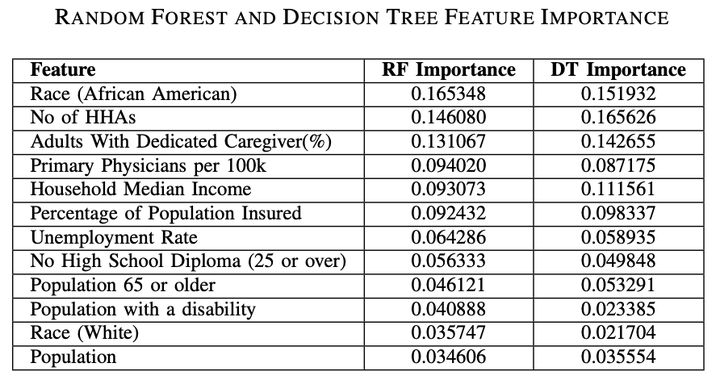 RANDOM FOREST AND DECISION TREE FEATURE IMPORTANCE
Feature RF Importance DT Importance
Race (African American) 0.165348 0.151932
No of HHAs 0.146080 0.165626
Adults With Dedicated Caregiver(%) 0.131067 0.142655
Primary Physicians per 100k 0.094020 0.087175
Household Median Income 0.093073 0.111561
Percentage of Population Insured 0.092432 0.098337
Unemployment Rate 0.064286 0.058935
No High School Diploma (25 or over) 0.056333 0.049848
Population 65 or older 0.046121 0.053291
Population with a disability 0.040888 0.023385
Race (White) 0.035747 0.021704
Population 0.034606 0.035554